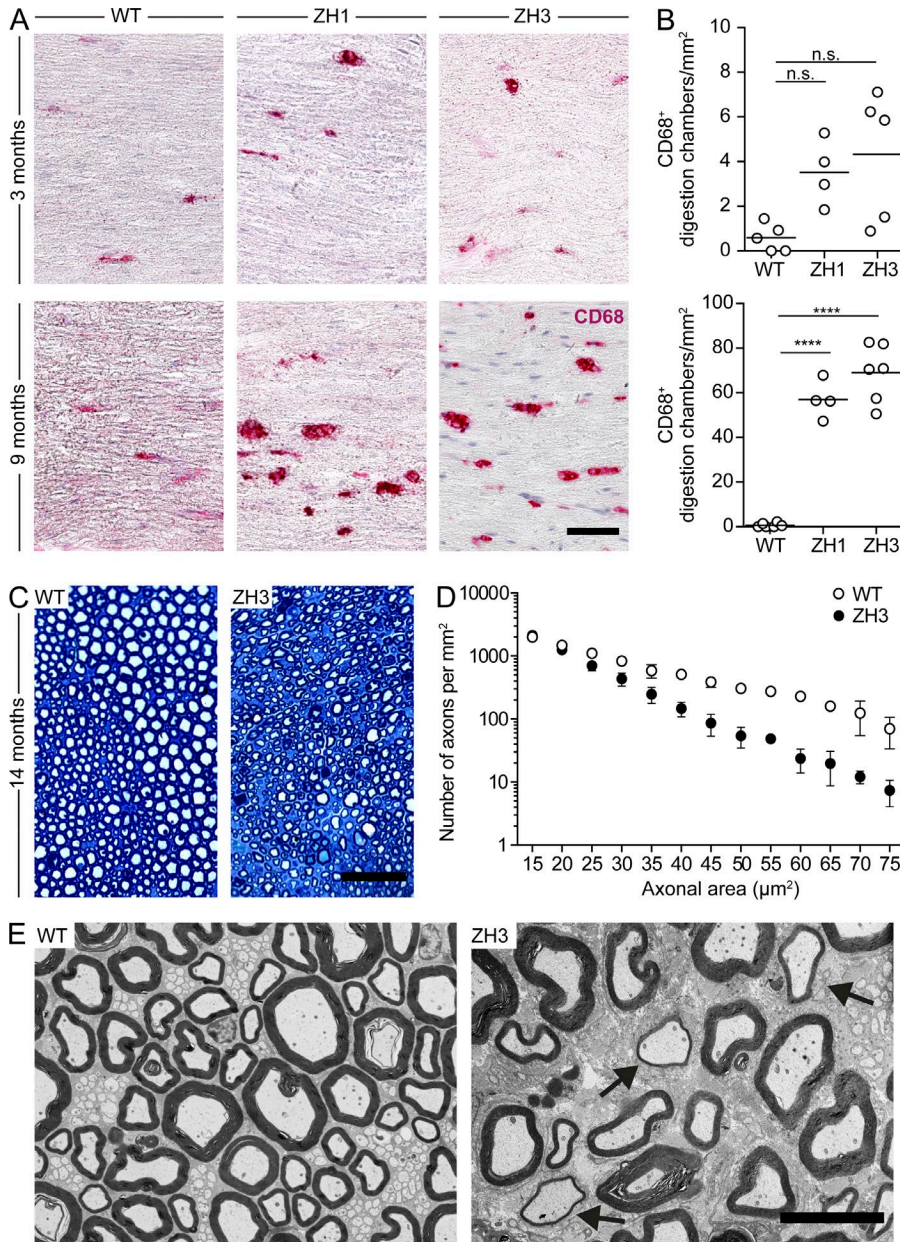 A
WT
ZH1
ZH3
3 months
9 months
CD68
B
CD68+
digestion chambers/mm²
8
6
4
2
0
n.s.
n.s.
WT ZH1 ZH3
CD68+
digestion chambers/mm²
100
80
60
40
20
0
****
****
WT ZH1 ZH3
C
WT
ZH3
14 months
D
WT
ZH3
Number of axons per mm²
10000
1000
100
10
1
15 20 25 30 35 40 45 50 55 60 65 70 75
Axonal area (µm²)
E
WT
ZH3